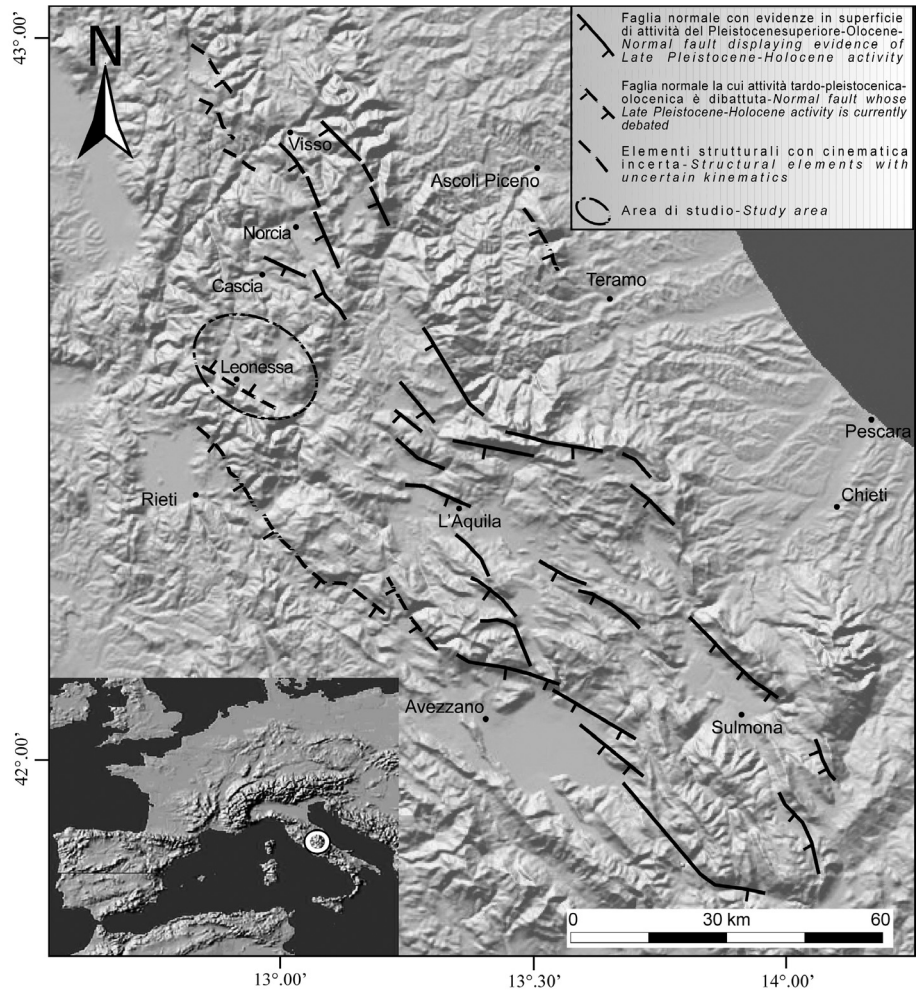 43°.00'
N
Faglia normale con evidenze in superficie
di attività del Pleistocenesuperiore-Olocene-
Normal fault displaying evidence of
Late Pleistocene-Holocene activity
Faglia normale la cui attività tardo-pleistocenica-
olocenica è dibattuta-Normal fault whose
Late Pleistocene-Holocene activity is currently
debated
Elementi strutturali con cinematica
incerta-Structural elements with
uncertain kinematics
Area di studio-Study area
Visso
Ascoli Piceno
Norcia
Cascia
Teramo
Leonessa
Pescara
Rieti
Chieti
L'Aquila
Avezzano
Sulmona
42°.00'
0 30 km 60
13°.00'
13°.30'
14°.00'